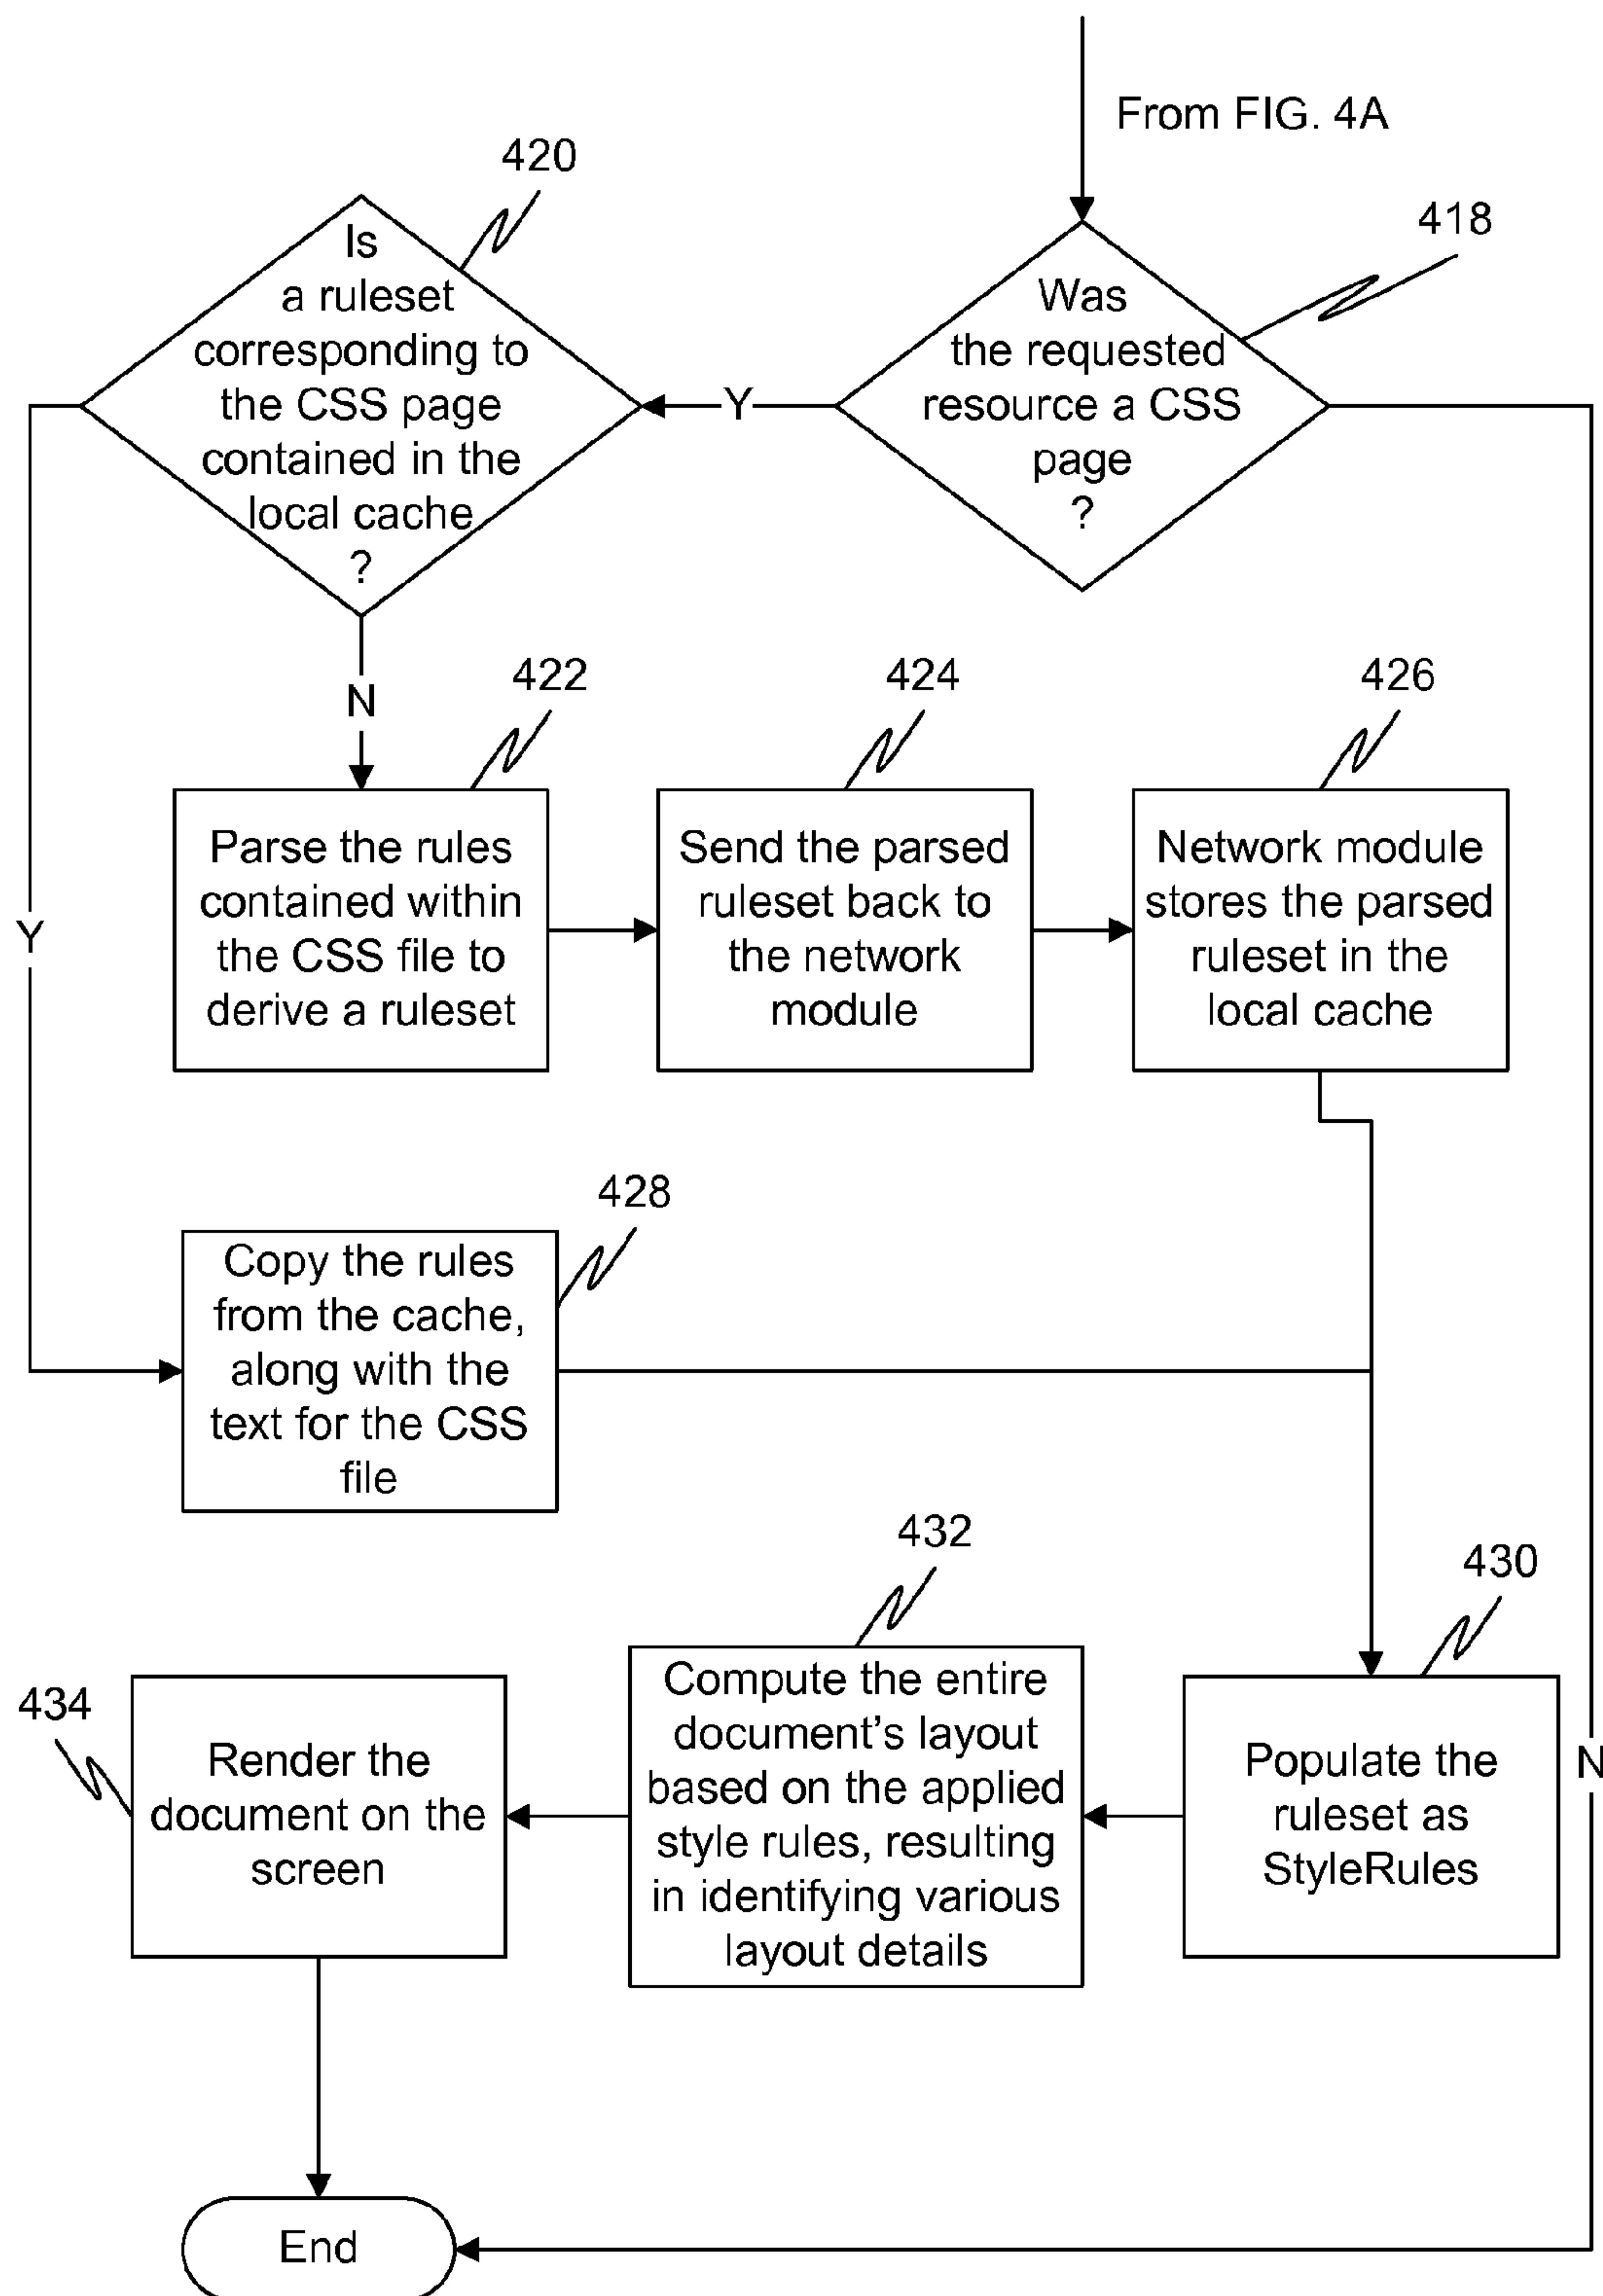 From FIG. 4A
420
418
Is
a ruleset
corresponding to
the CSS page
contained in the
local cache
?
Y
Was
the requested
resource a CSS
page
?
N
422
424
426
Parse the rules
contained within
the CSS file to
derive a ruleset
Send the parsed
ruleset back to
the network
module
Network module
stores the parsed
ruleset in the
local cache
Y
428
Copy the rules
from the cache,
along with the
text for the CSS
file
432
430
434
Render the
document on the
screen
Compute the entire
document's layout
based on the applied
style rules, resulting
in identifying various
layout details
Populate the
ruleset as
StyleRules
N
End